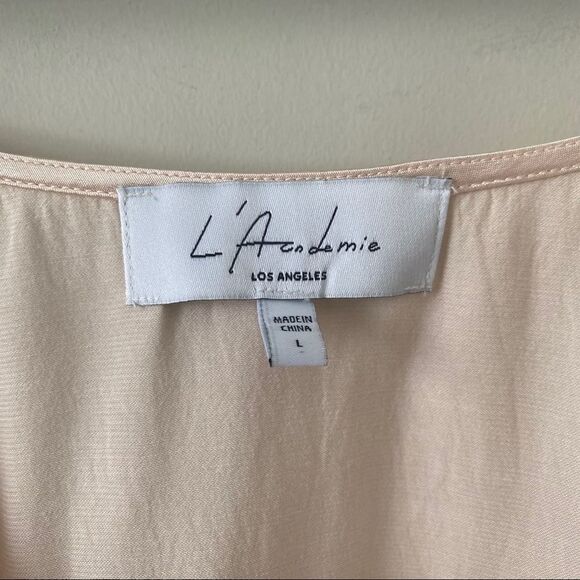 L'Academie
LOS ANGELES
MADE IN
CHINA
L